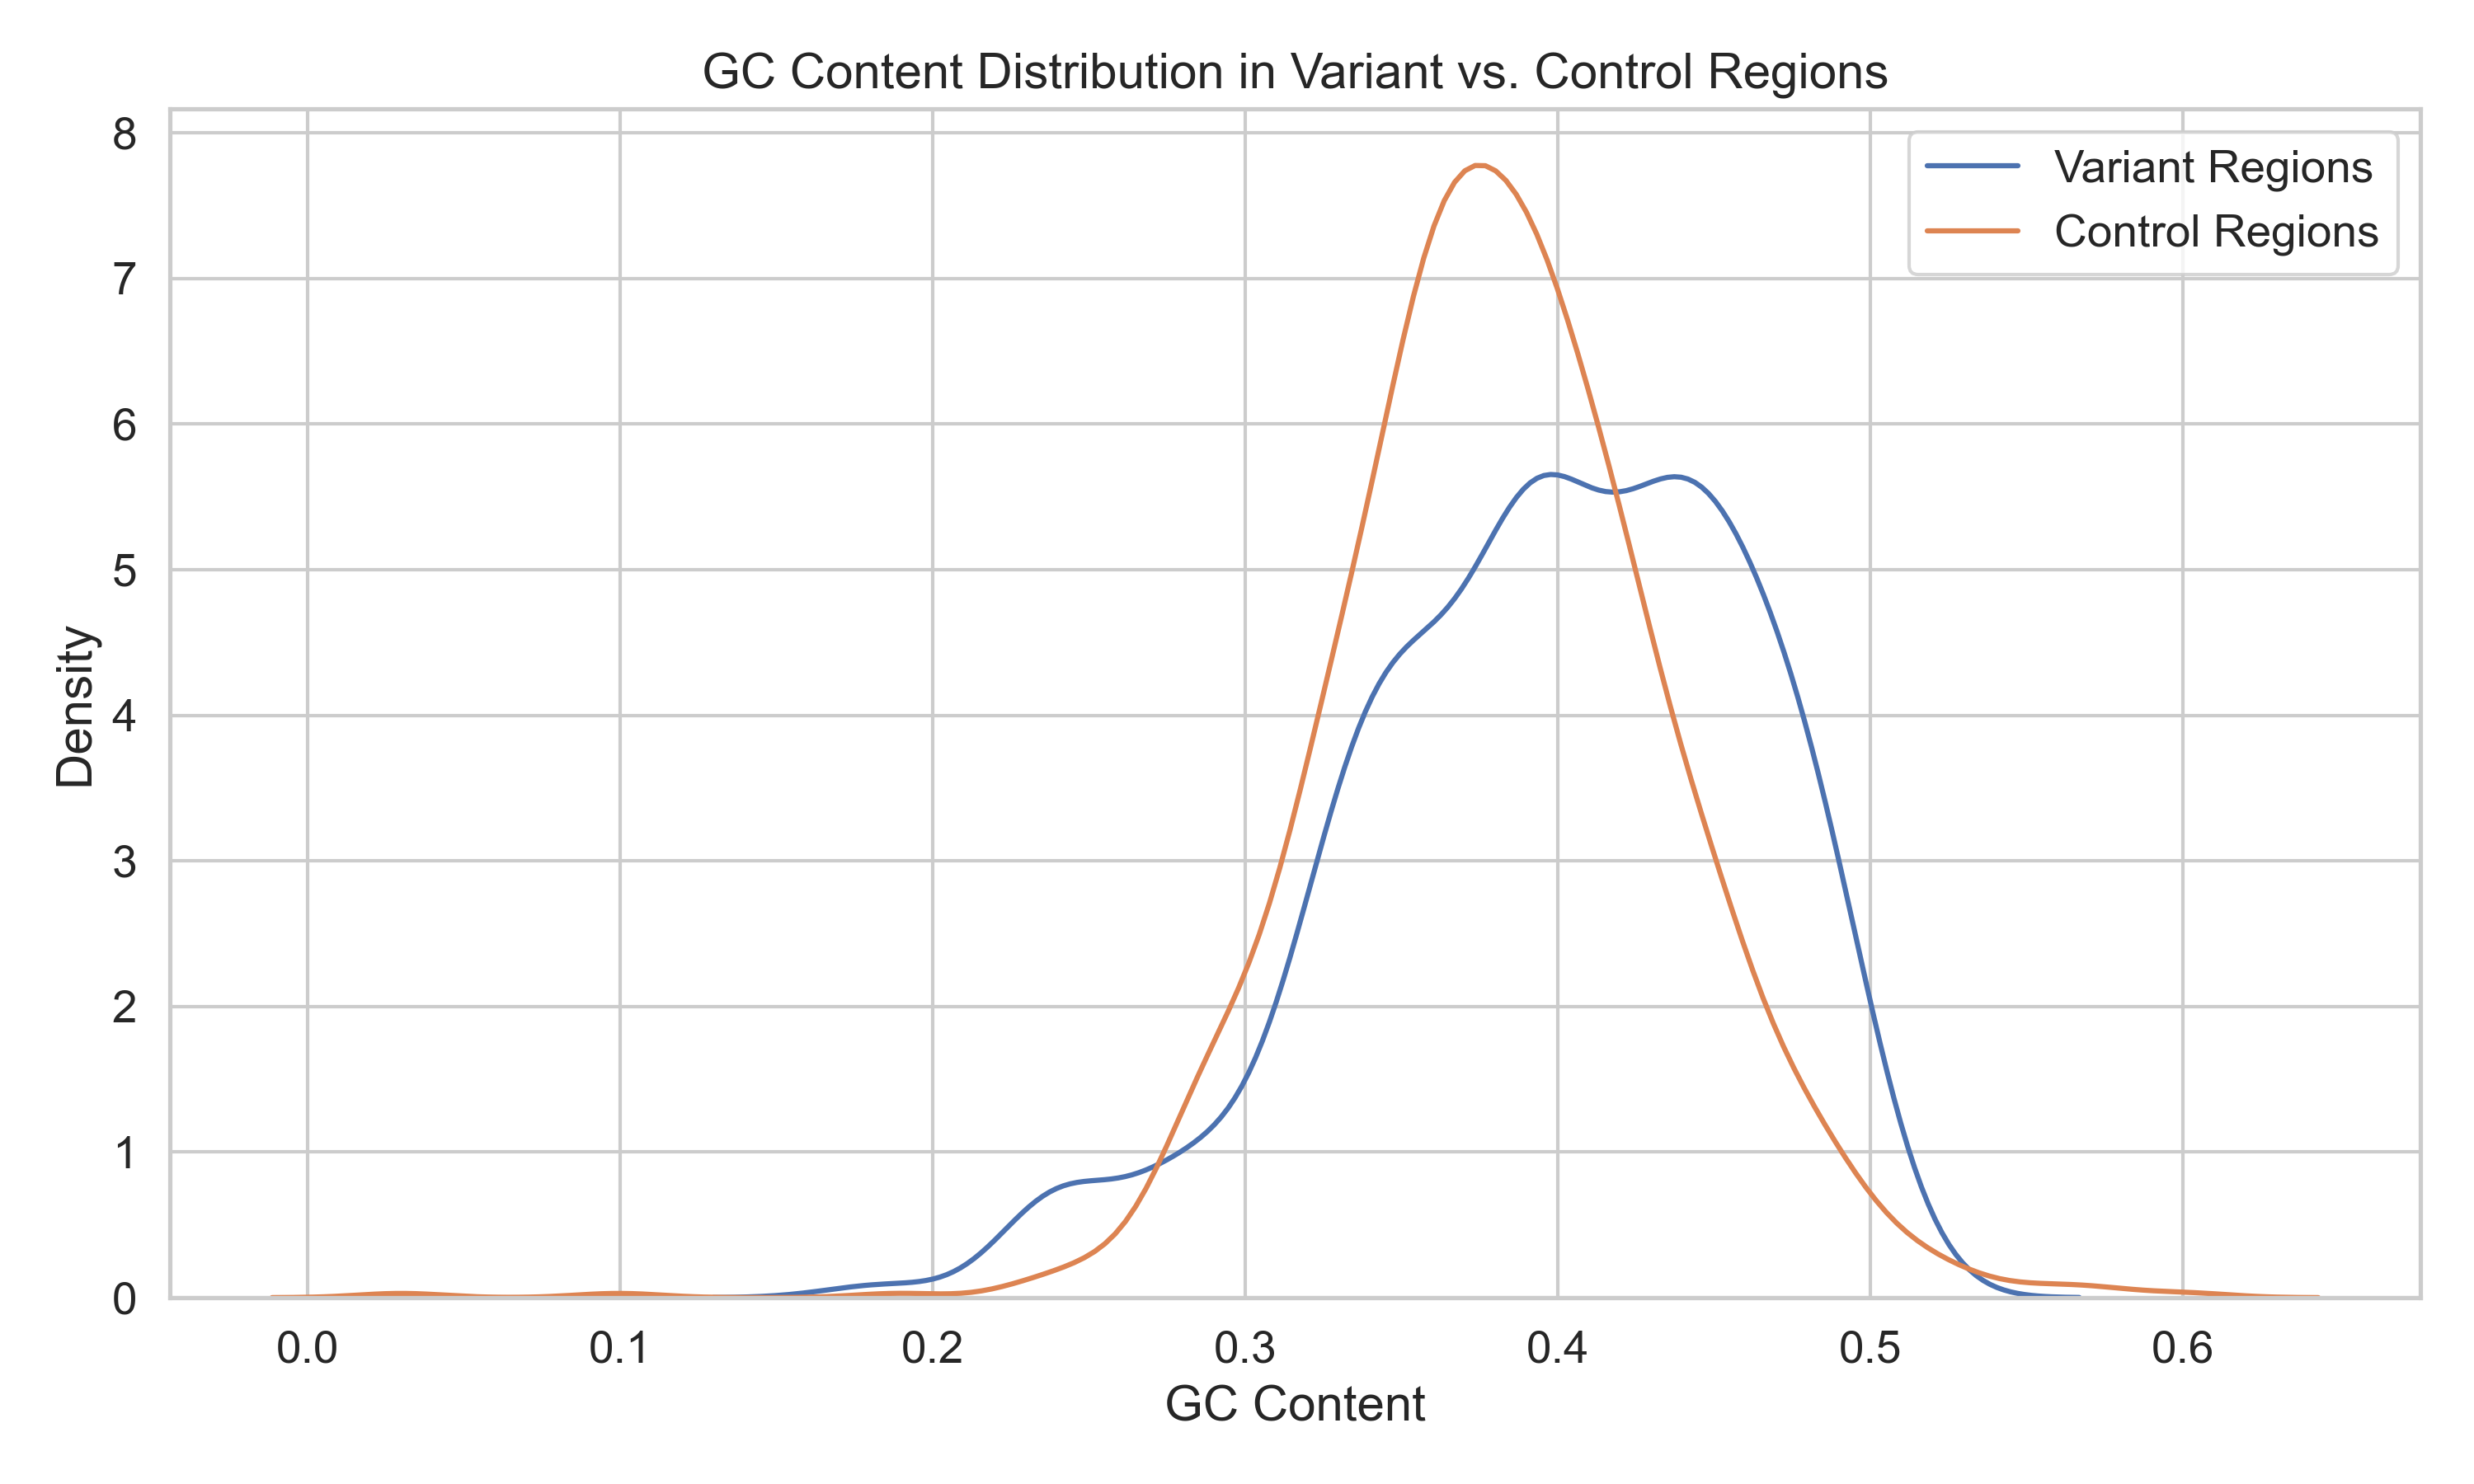 GC Content Distribution in Variant vs. Control Regions
Variant Regions
Control Regions
8
7
6
5
4
3
2
1
0
Density
0.0 0.1 0.2 0.3 0.4 0.5 0.6
GC Content